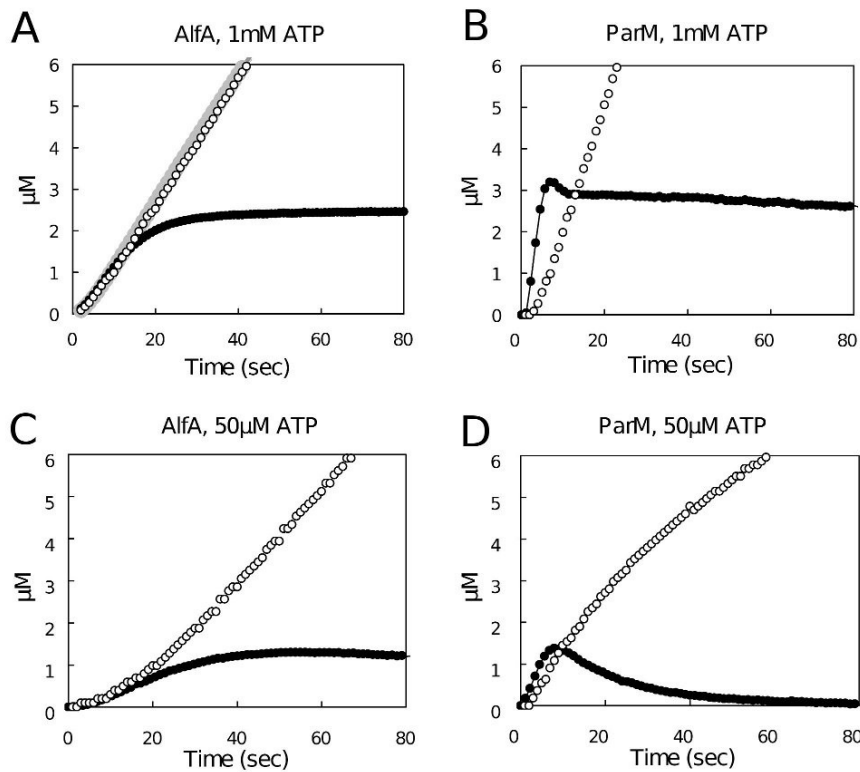 A
AlfA, 1mM ATP
6
5
4
3
2
1
0
µM
0 20 40 60 80
Time (sec)
B
ParM, 1mM ATP
6
5
4
3
2
1
0
µM
0 20 40 60 80
Time (sec)
C
AlfA, 50µM ATP
6
5
4
3
2
1
0
µM
0 20 40 60 80
Time (sec)
D
ParM, 50µM ATP
6
5
4
3
2
1
0
µM
0 20 40 60 80
Time (sec)